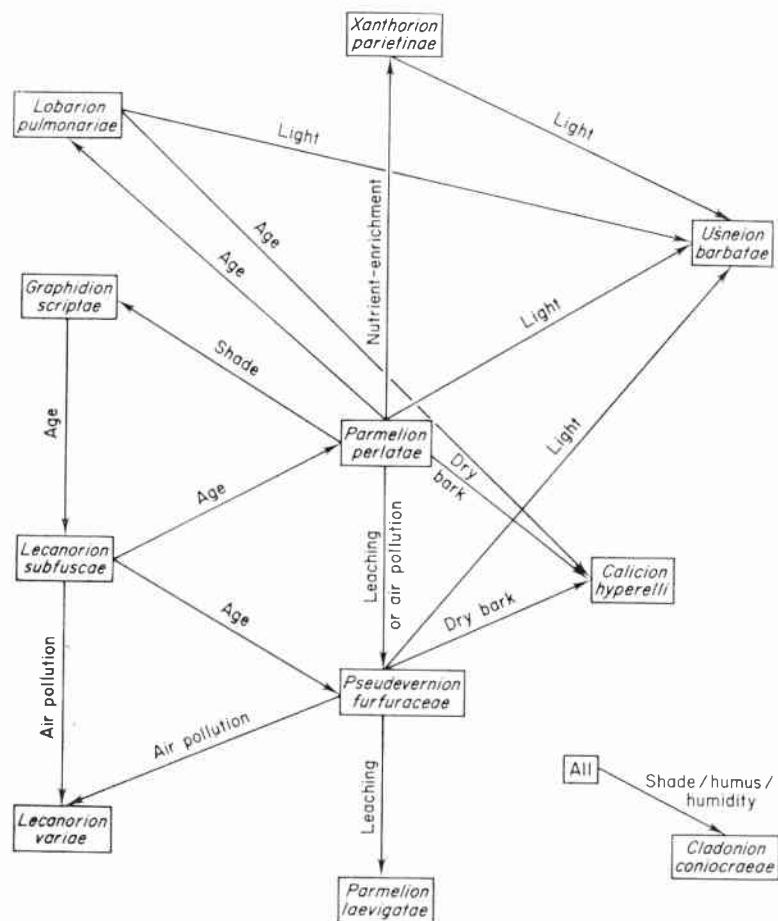 Xanthorion
parietinae
Lobarion
pulmonariae
Light
Light
Age
Age
Nutrient-enrichment
Usneion
barbatae
Graphidion
scriptae
Shade
Light
Light
Age
Parmelion
perlatae
Dry
bark
Age
Lecanorion
subfuscae
Leaching
or air pollution
Calicion
hyperelli
Age
Dry bark
Air pollution
Pseudevernion
furfuraceae
Air pollution
Leaching
All
Shade/humus/
humidity
Lecanorion
variae
Cladonion
coniocraeae
Parmelion
laevigatae